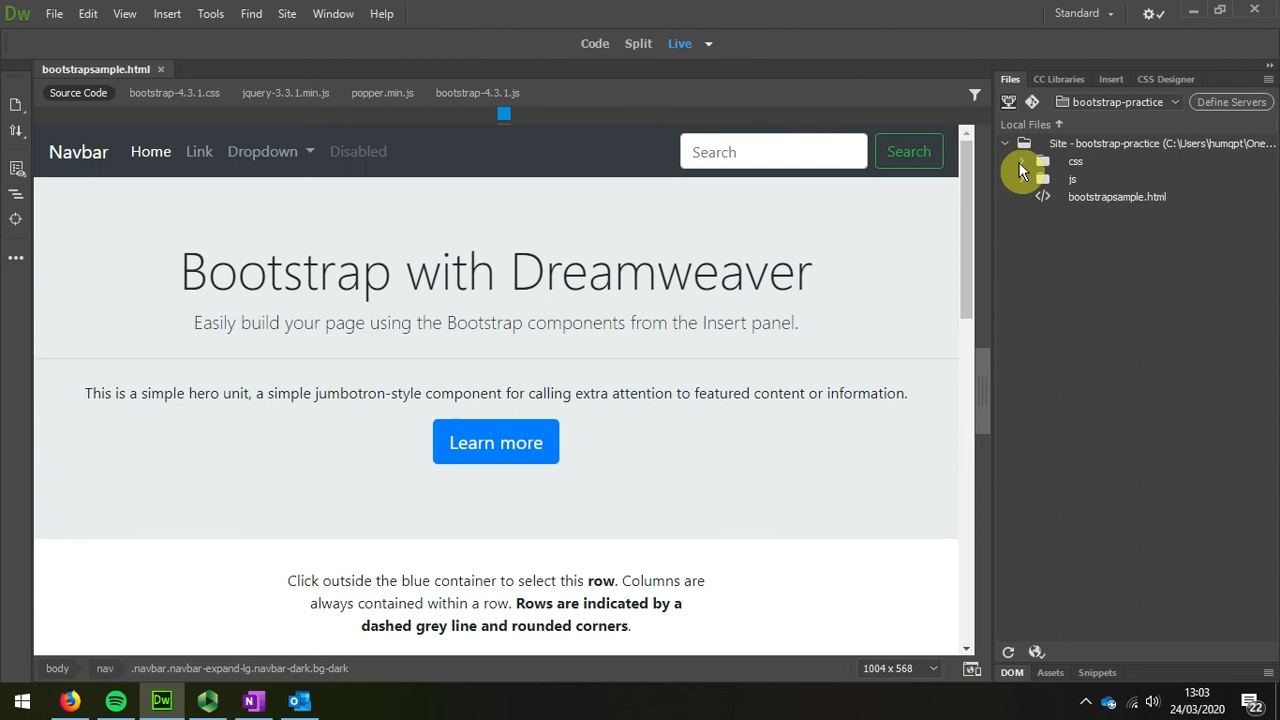 Dw File Edit View Insert Tools Find Site Window Help Standard
Code Split Live
bootstrapsample.html
Files CC Libraries Insert CSS Designer
Source Code bootstrap-4.3.1.css jquery-3.3.1.min.js popper.min.js bootstrap-4.3.1.js
bootstrap-practice Define Servers
Local Files
Site - bootstrap-practice (C:\Users\humqpt\One...
css
js
bootstrapsample.html
Navbar Home Link Dropdown Disabled Search Search
Bootstrap with Dreamweaver
Easily build your page using the Bootstrap components from the Insert panel.
This is a simple hero unit, a simple jumbotron-style component for calling extra attention to featured content or information.
Learn more
Click outside the blue container to select this row. Columns are
always contained within a row. Rows are indicated by a
dashed grey line and rounded corners.
body nav .navbar.navbar-expand-lg.navbar-dark.bg-dark 1004 x 568
DOM Assets Snippets
Dw
13:03
24/03/2020
22